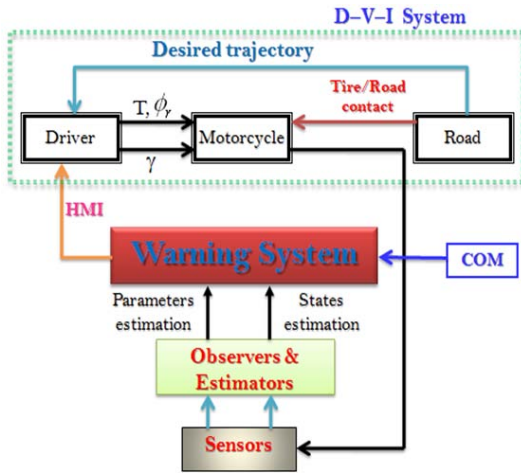 D-V-I System
Desired trajectory
Tire/Road
contact
T, ϕr
Driver
Motorcycle
Road
γ
HMI
Warning System
COM
Parameters
estimation
States
estimation
Observers &
Estimators
Sensors